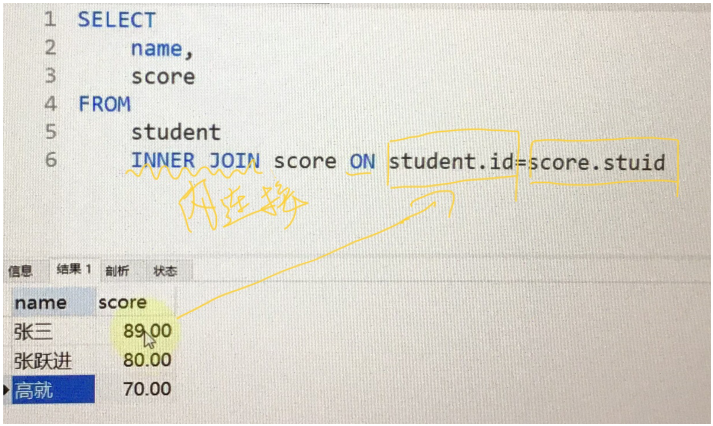 1 SELECT
2 name,
3 score
4 FROM
5 student
6 INNER JOIN score ON student.id=score.stuid
内连接
信息 结果 1 剖析 状态
name score
张三 89.00
张跃进 80.00
高就 70.00